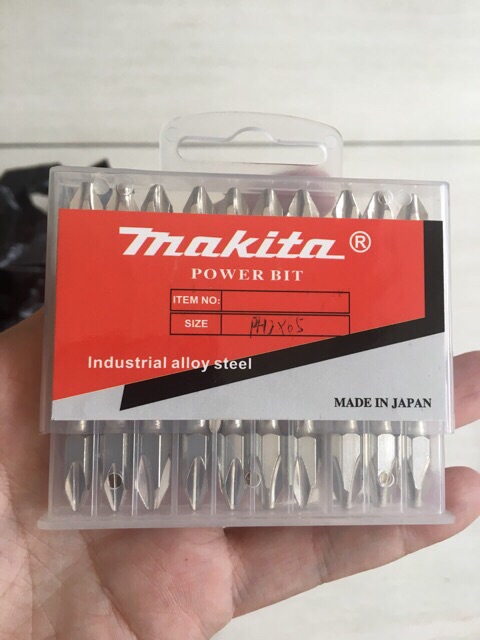 makita ®
POWER BIT
ITEM NO:
SIZE PH2X65
Industrial alloy steel
MADE IN JAPAN